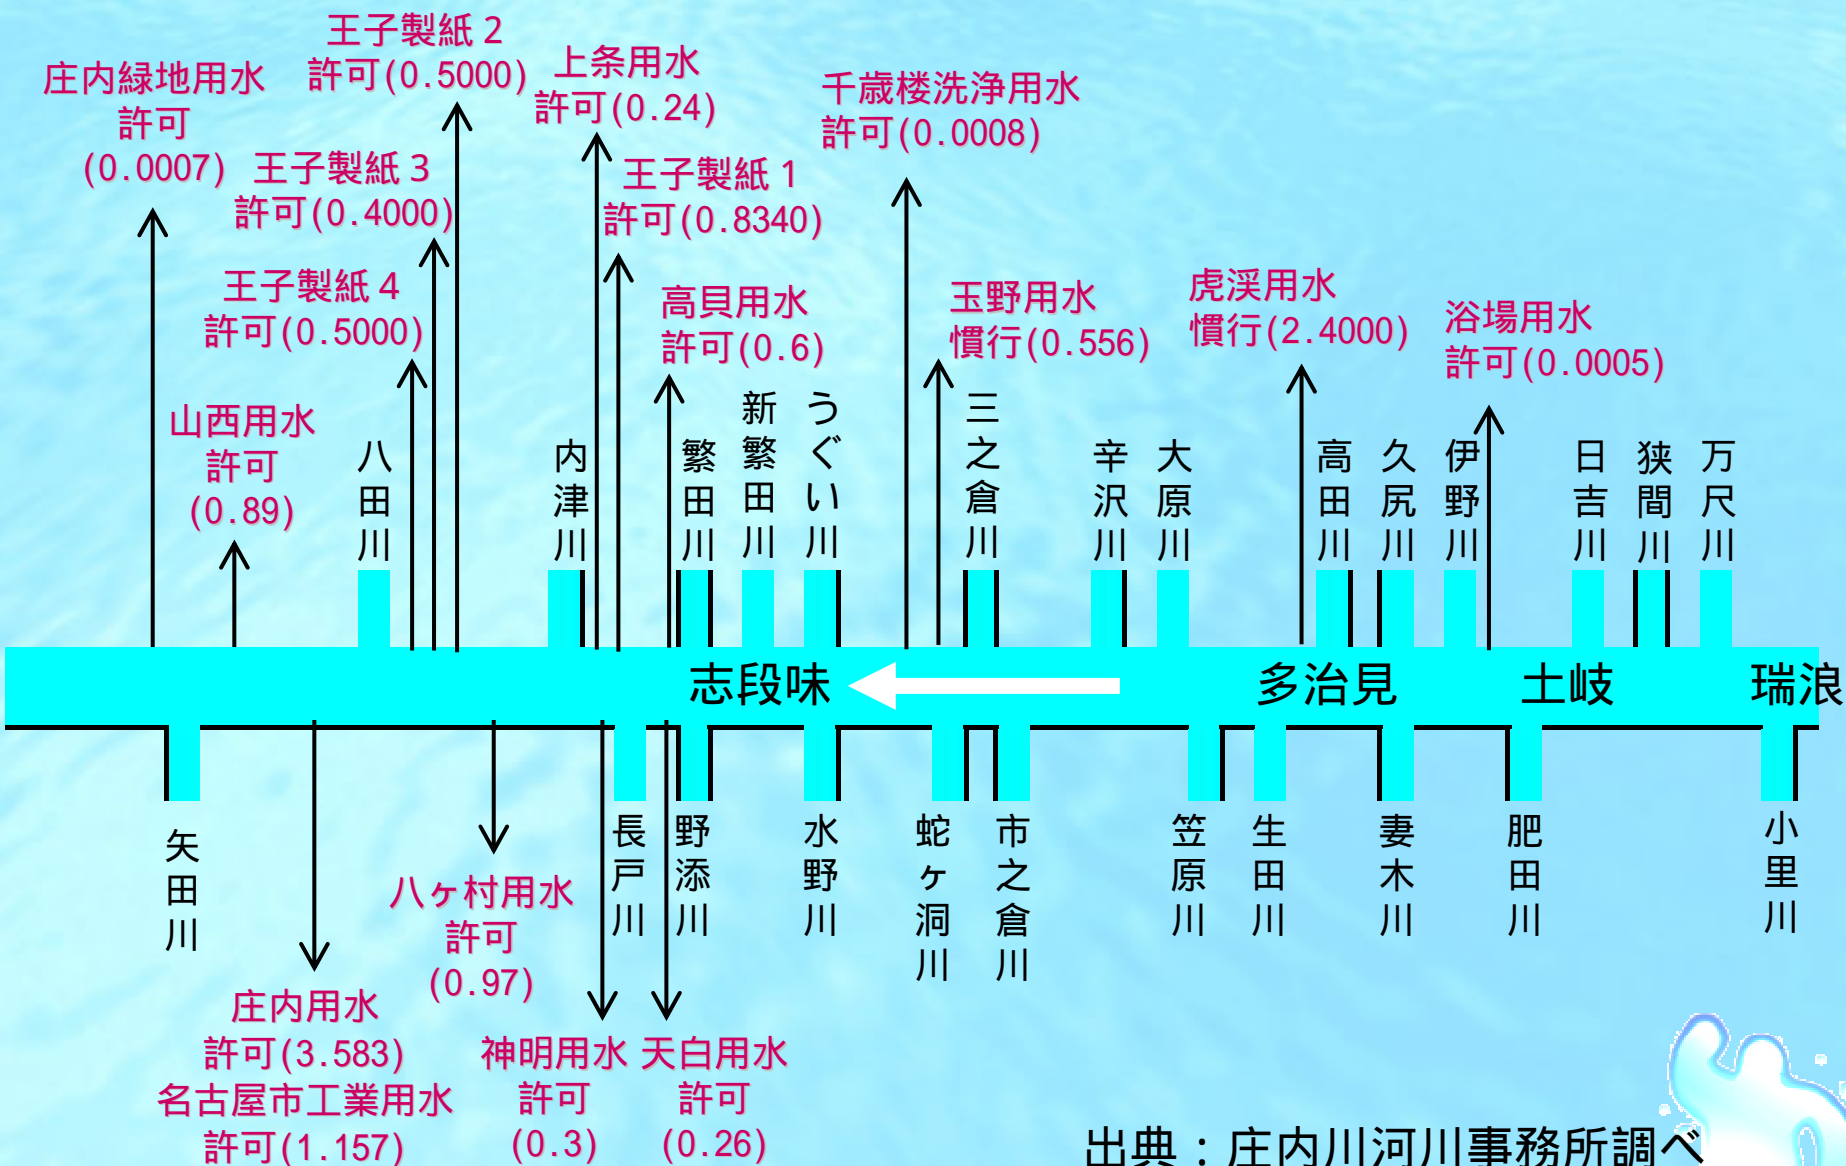 王子製紙2
許可(0.5000)
庄内緑地用水
許可
(0.0007)
上条用水
許可(0.24)
千歳楼洗浄用水
許可(0.0008)
王子製紙3
許可(0.4000)
王子製紙1
許可(0.8340)
王子製紙4
許可(0.5000)
高貝用水
許可(0.6)
玉野用水
慣行(0.556)
虎渓用水
慣行(2.4000)
浴場用水
許可(0.0005)
山西用水
許可
(0.89)
八田川
内津川
繁田川
新繁田川
うぐい川
三之倉川
辛沢川
大原川
高田川
久尻川
伊野川
日吉川
狭間川
万尺川
志段味
多治見
土岐
瑞浪
矢田川
長戸川
野添川
水野川
蛇ヶ洞川
市之倉川
笠原川
生田川
妻木川
肥田川
小里川
八ヶ村用水
許可
(0.97)
庄内用水
許可(3.583)
名古屋市工業用水
許可(1.157)
神明用水
許可
(0.3)
天白用水
許可
(0.26)
出典:庄内川河川事務所調べ